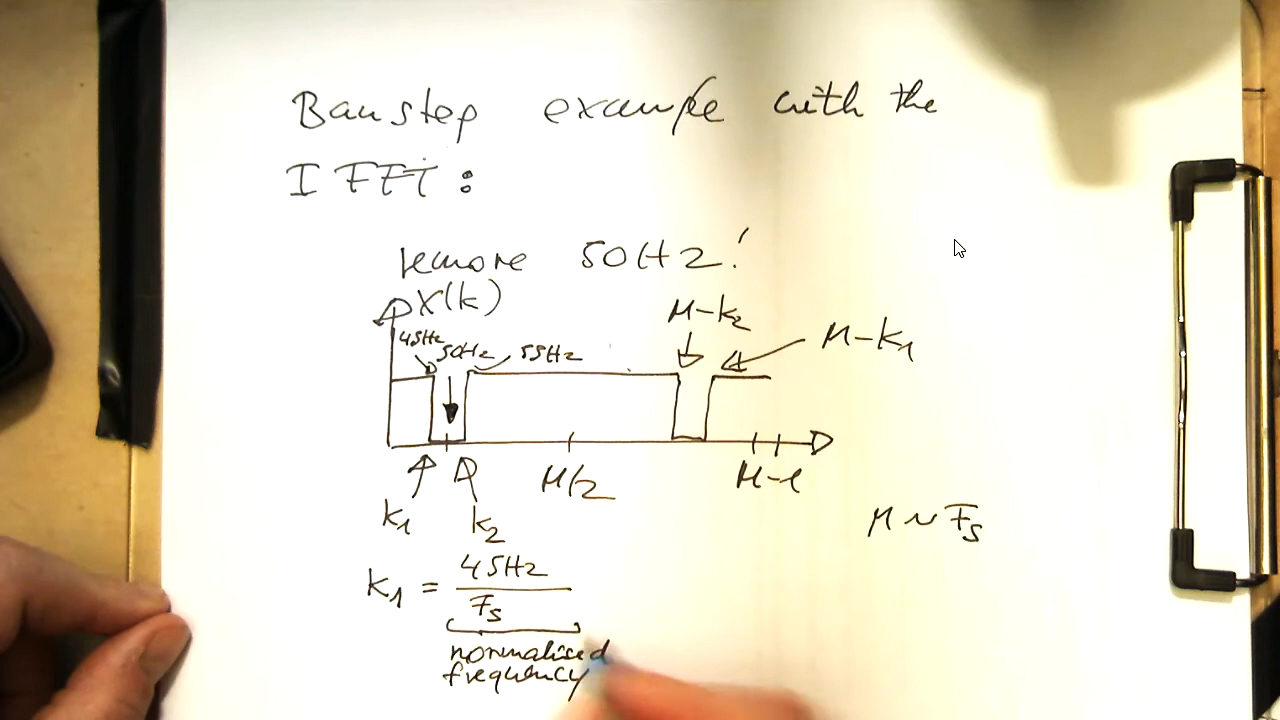 Banstop example with the
IFFT:
remove 50Hz!
X(k)
M-k2
45Hz
50Hz
55Hz
M-k1
M/2
M-1
k1
k2
M ~ Fs
k1 = 45Hz / Fs
normalised
frequency